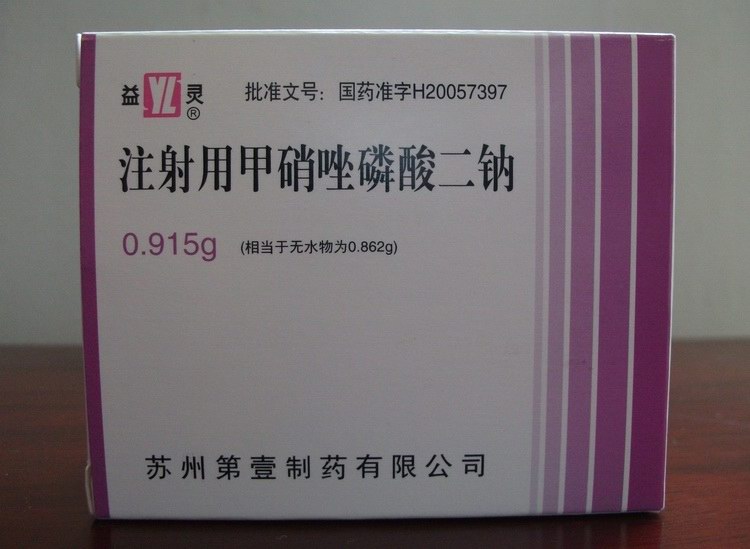 益 YL 灵 ® 批准文号：国药准字H20057397
注射用甲硝唑磷酸二钠
0.915g (相当于无水物为0.862g)
苏州第壹制药有限公司